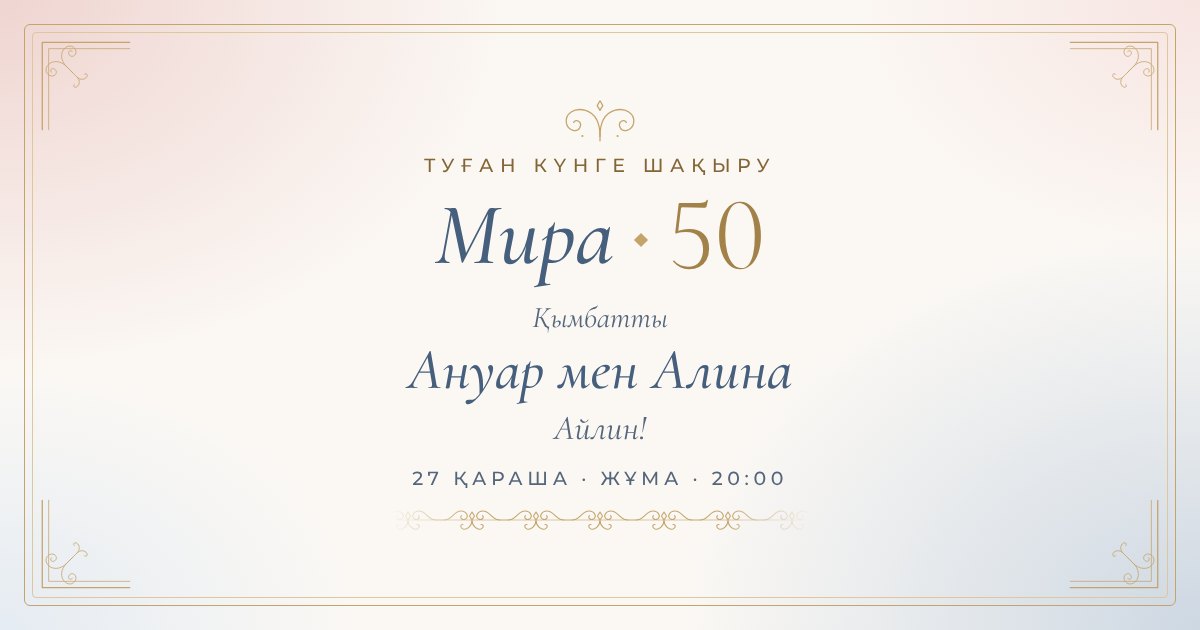 ТУҒАН КҮНГЕ ШАҚЫРУ
Мира ⬥ 50
Қымбатты
Ануар мен Алина
Айлин!
27 ҚАРАША · ЖҰМА · 20:00